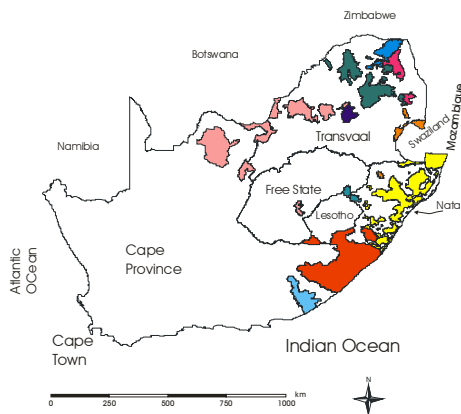 Zimbabwe
Botswana
Mozambique
Swaziland
Transvaal
Namibia
Free State
Natal
Lesotho
Cape
Province
Atlantic
Ocean
Cape
Town
Indian Ocean
N
km
0
250
500
750
1000